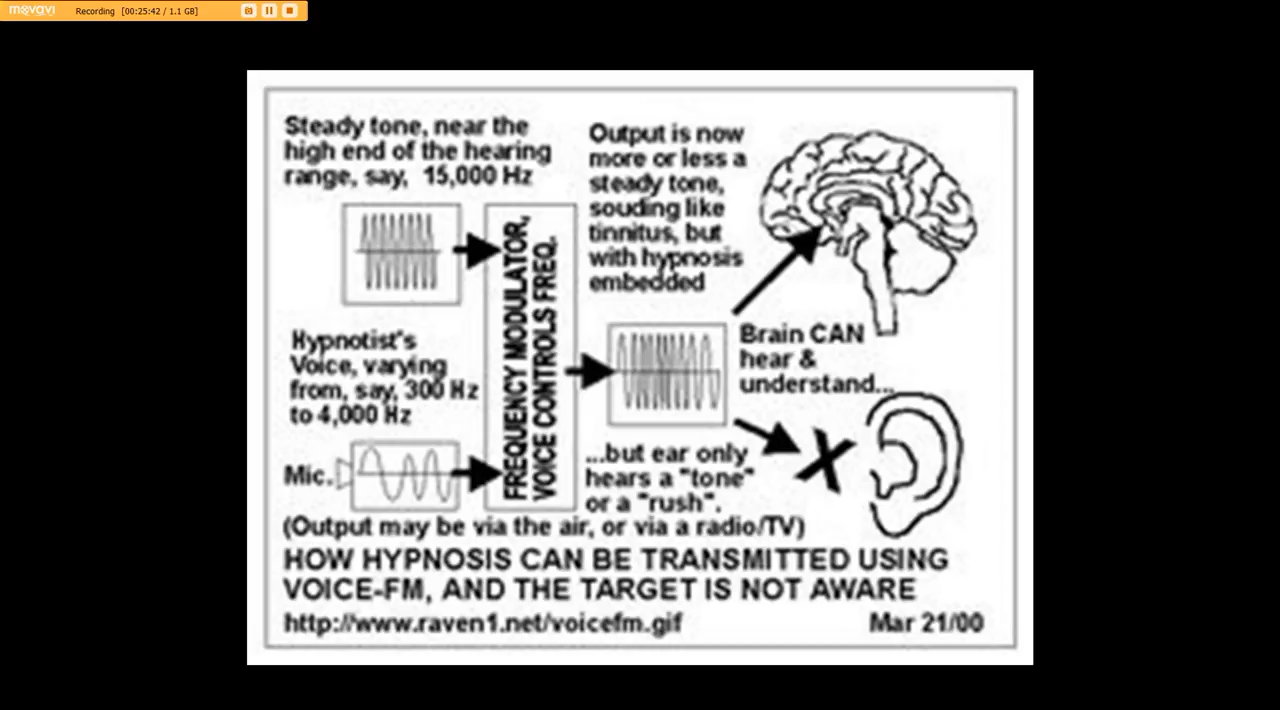 movavi Recording [00:25:42 / 1.1 GB]
Steady tone, near the
high end of the hearing
range, say, 15,000 Hz
Output is now
more or less a
steady tone,
souding like
tinnitus, but
with hypnosis
embedded
FREQUENCY MODULATOR,
VOICE CONTROLS FREQ.
Hypnotist's
Voice, varying
from, say, 300 Hz
to 4,000 Hz
Mic.
Brain CAN
hear &
understand...
...but ear only
hears a "tone"
or a "rush".
X
(Output may be via the air, or via a radio/TV)
HOW HYPNOSIS CAN BE TRANSMITTED USING
VOICE-FM, AND THE TARGET IS NOT AWARE
http://www.raven1.net/voicefm.gif Mar 21/00